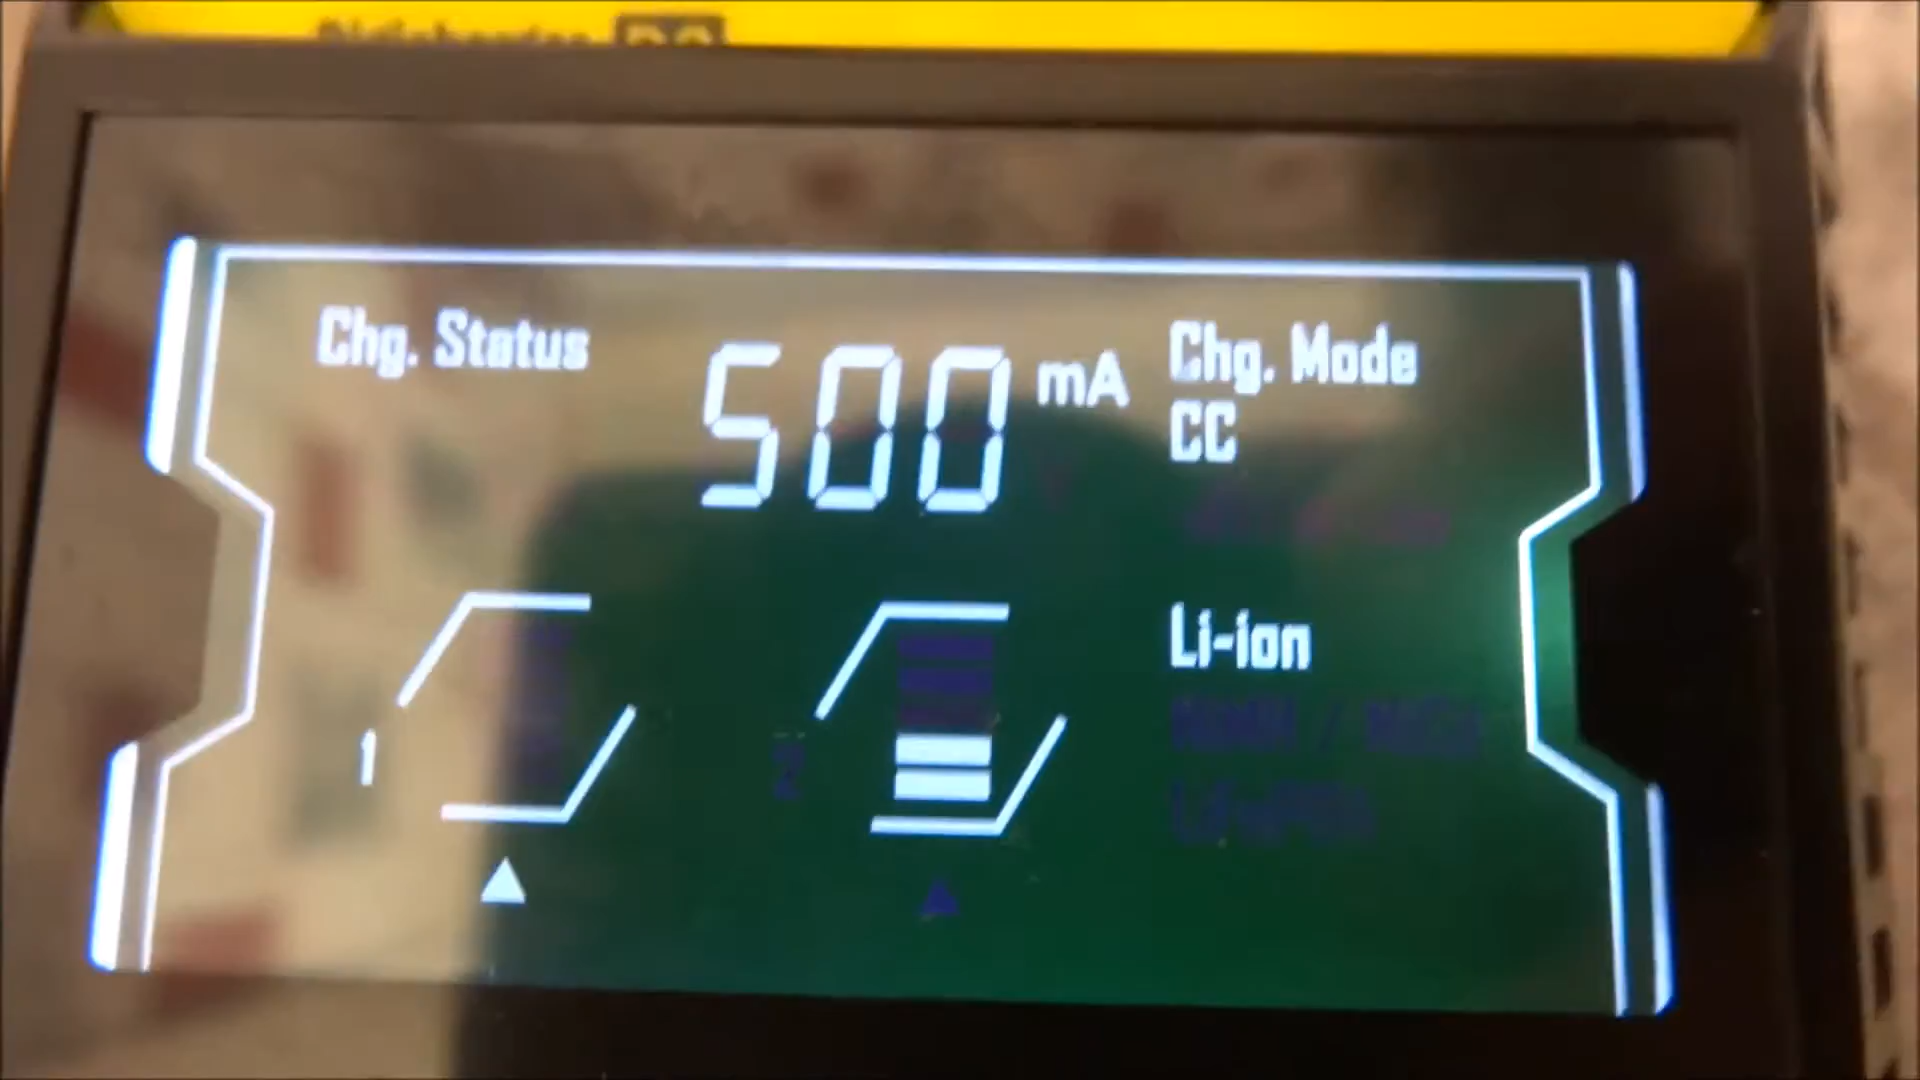 Chg. Status
500 mA
Chg. Mode
CC
Li-ion
1
2